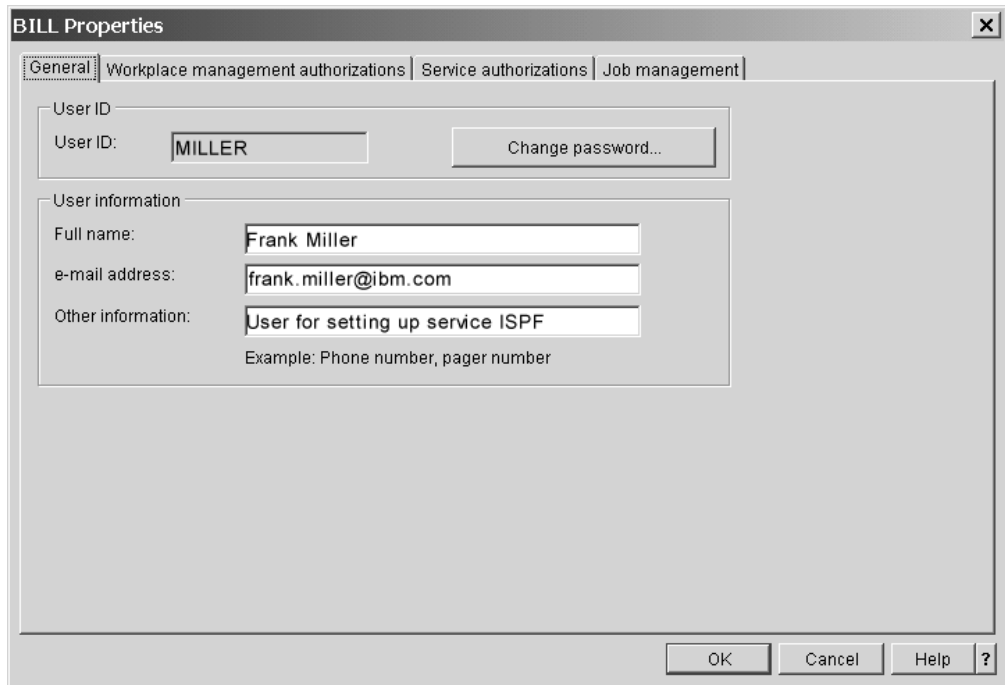 BILL Properties
General Workplace management authorizations Service authorizations Job management
User ID
User ID: MILLER Change password...
User information
Full name: Frank Miller
e-mail address: frank.miller@ibm.com
Other information: User for setting up service ISPF
Example: Phone number, pager number
OK Cancel Help ?